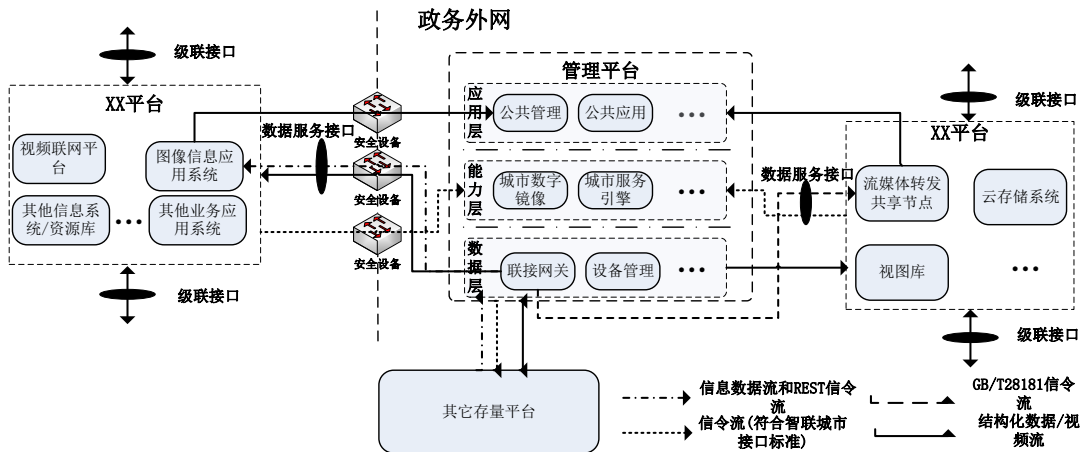 政务外网
级联接口
XX平台
视频联网平
台
图像信息应
用系统
其他信息系
统/资源库
•••
其他业务应
用系统
级联接口
数据服务接口
安全设备
安全设备
安全设备
管理平台
应用层
公共管理
公共应用
•••
能力层
城市数字
镜像
城市服务
引擎
•••
数据层
联接网关
设备管理
•••
数据服务接口
级联接口
XX平台
流媒体转发
共享节点
云存储系统
视图库
•••
级联接口
其它存量平台
信息数据流和REST信令
流
信令流(符合智联城市
接口标准)
GB/T28181信令
流
结构化数据/视
频流